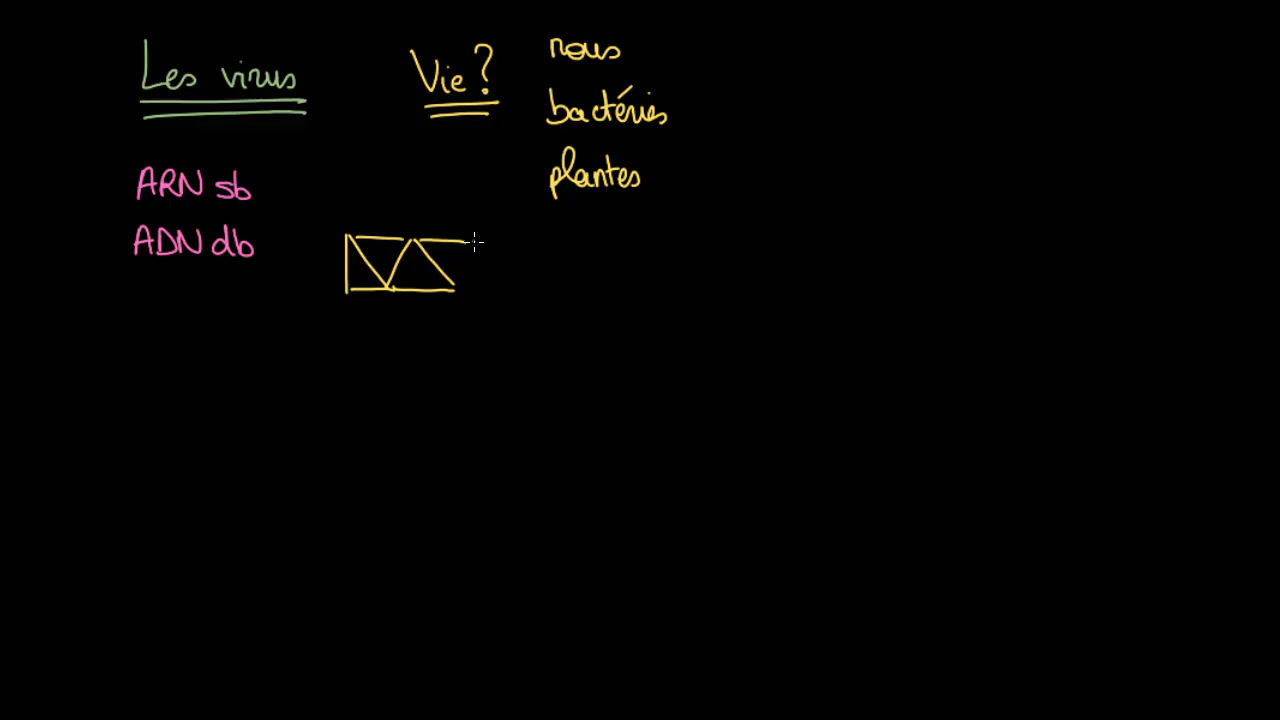 Les virus
Vie?
nous
bactéries
plantes
ARN sb
ADN db